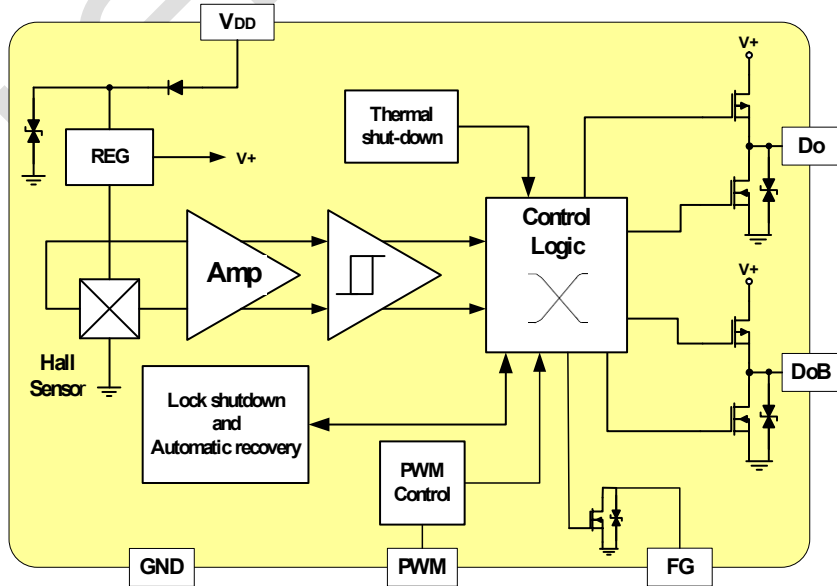 VDD
V+
Thermal
shut-down
Do
REG
V+
Control
Logic
Amp
V+
Hall
Sensor
DoB
Lock shutdown
and
Automatic recovery
PWM
Control
GND
PWM
FG